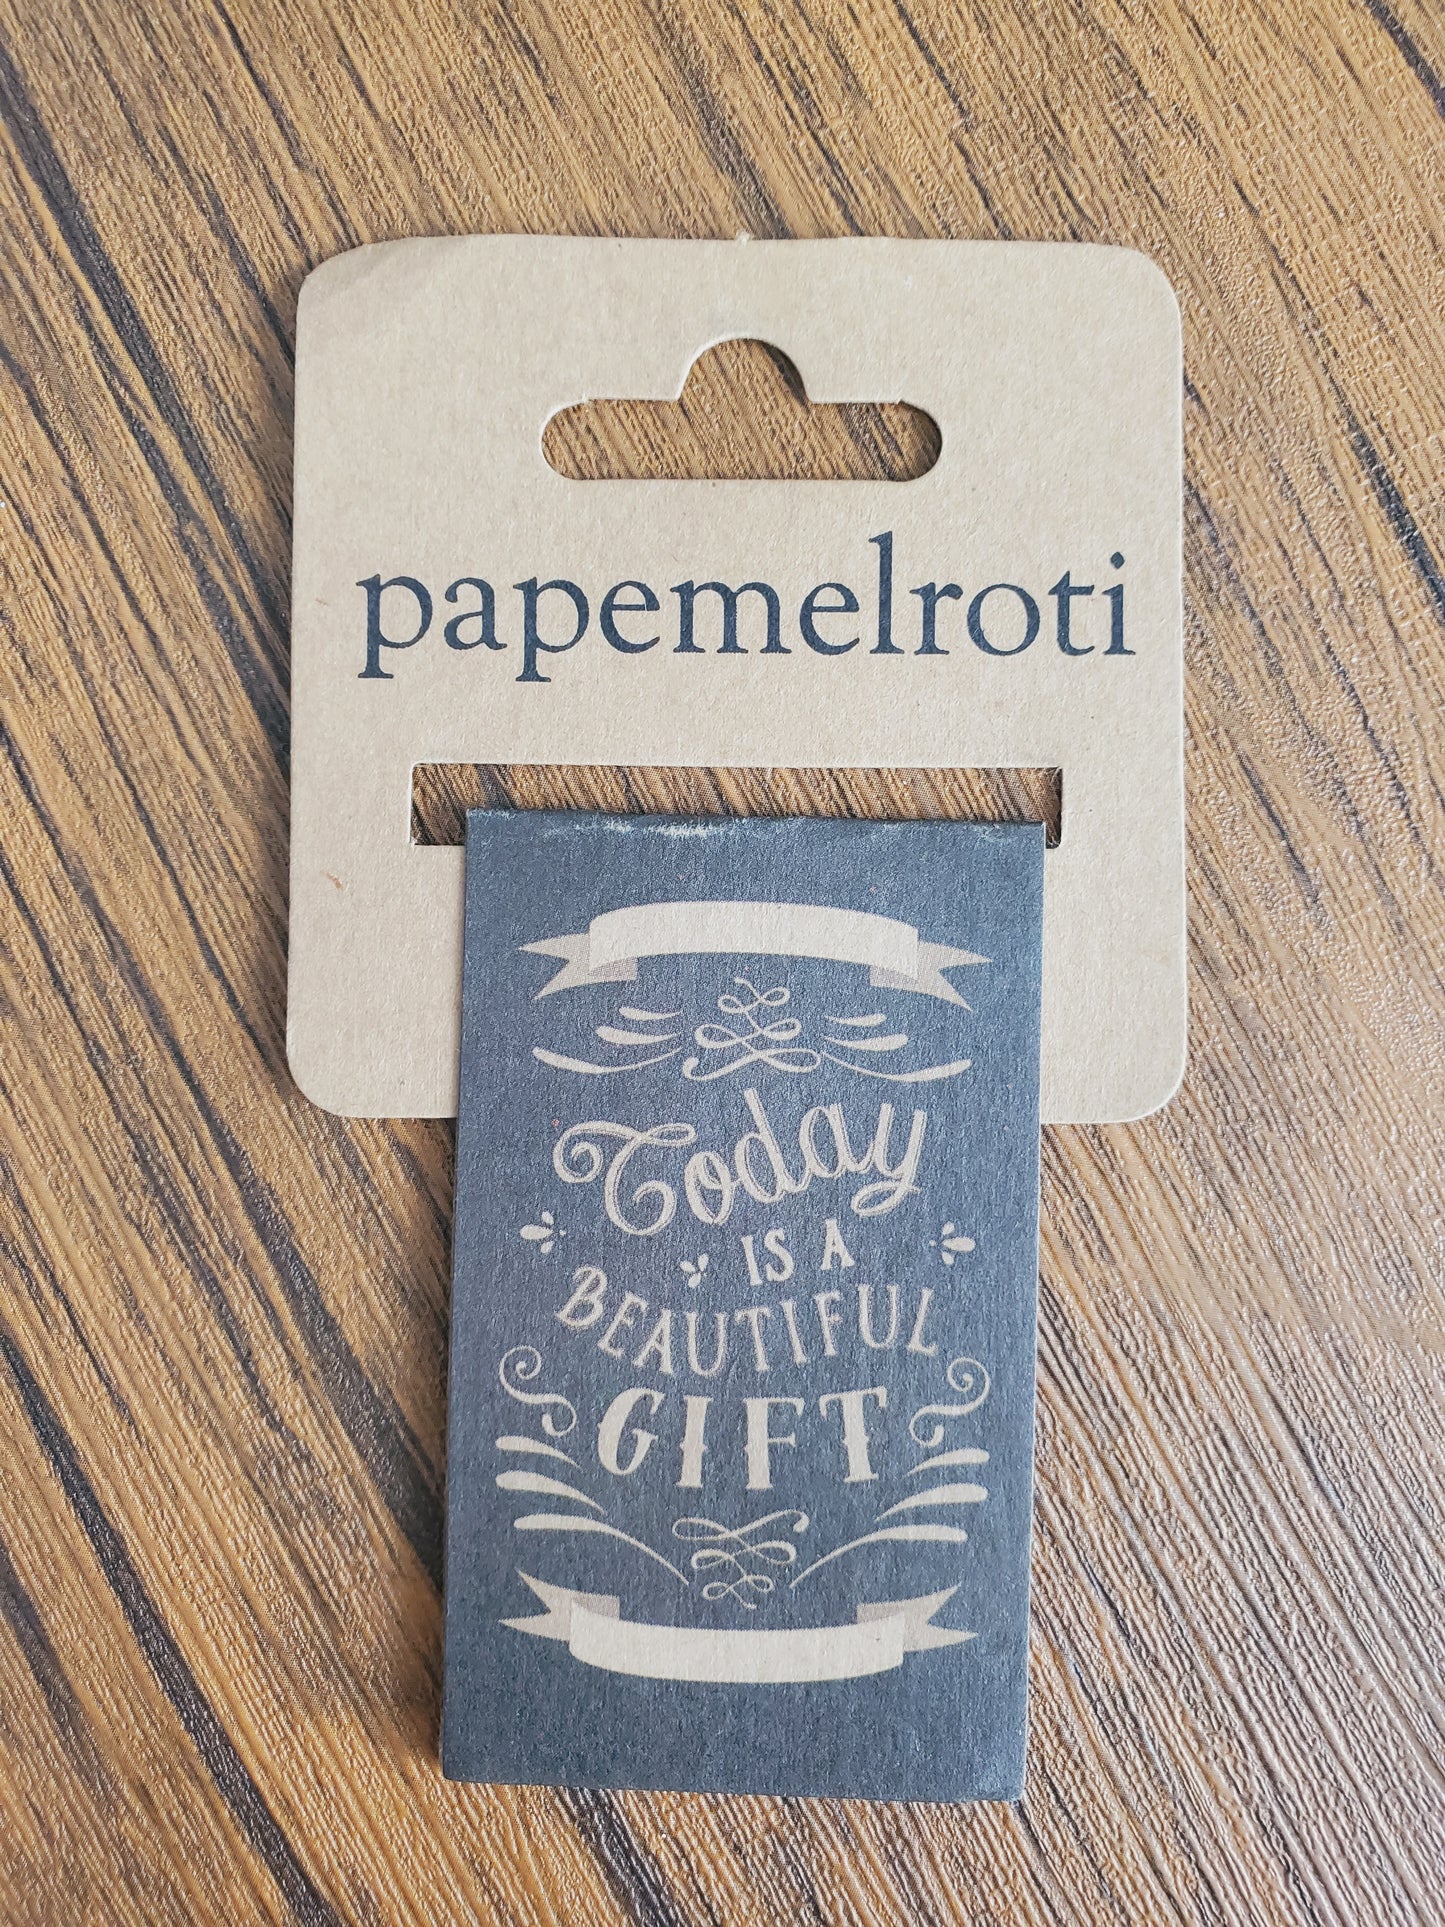 papemelroti
Today
IS A
BEAUTIFUL
GIFT